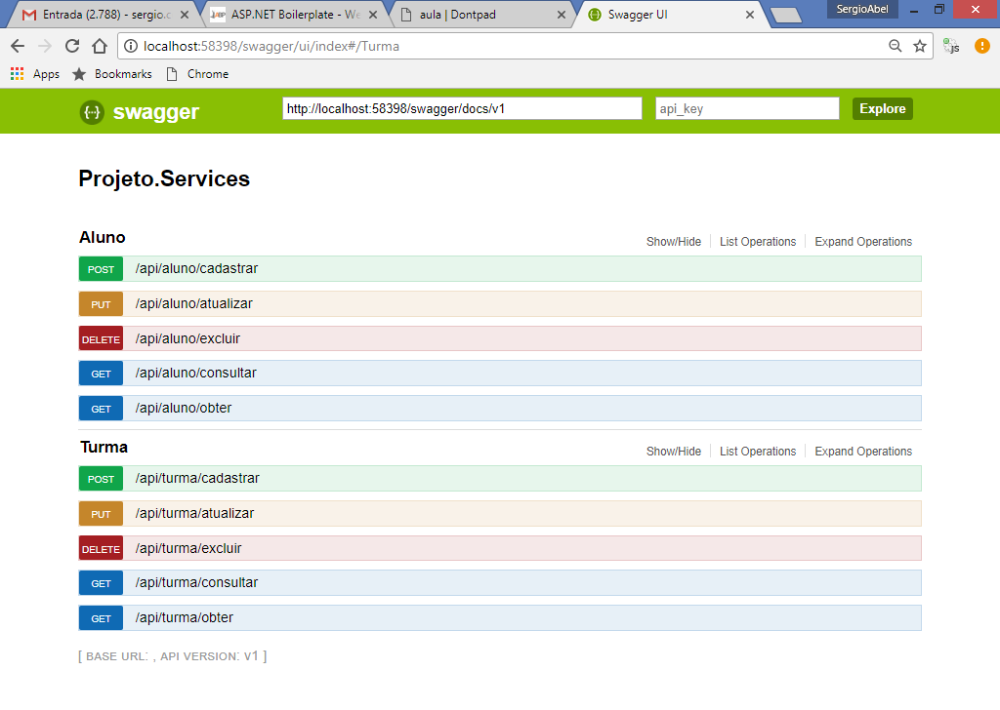 SergioAbel
Entrada (2.788) - sergio.c
ASP.NET Boilerplate - We
aula | Dontpad
Swagger UI
localhost:58398/swagger/ui/index#/Turma
js
Apps
Bookmarks
Chrome
{··} swagger
http://localhost:58398/swagger/docs/v1
api_key
Explore
Projeto.Services
Aluno
Show/Hide
List Operations
Expand Operations
POST /api/aluno/cadastrar
PUT /api/aluno/atualizar
DELETE /api/aluno/excluir
GET /api/aluno/consultar
GET /api/aluno/obter
Turma
Show/Hide
List Operations
Expand Operations
POST /api/turma/cadastrar
PUT /api/turma/atualizar
DELETE /api/turma/excluir
GET /api/turma/consultar
GET /api/turma/obter
[ BASE URL: , API VERSION: V1 ]